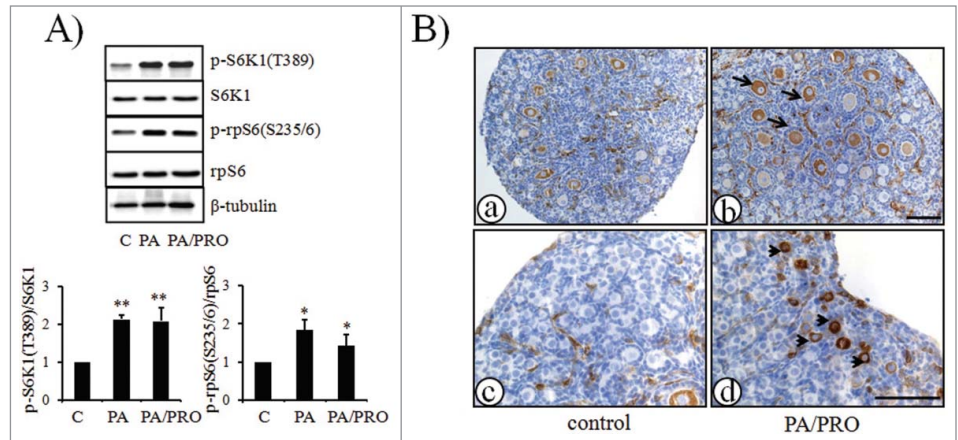 A)
p-S6K1(T389)
S6K1
p-rpS6(S235/6)
rpS6
β-tubulin
C PA PA/PRO
p-S6K1(T389)/S6K1
3
2
1
0
** **
C PA PA/PRO
p-rpS6(S235/6)/rpS6
3
2
1
0
* *
C PA PA/PRO
B)
a
b
c
d
control PA/PRO